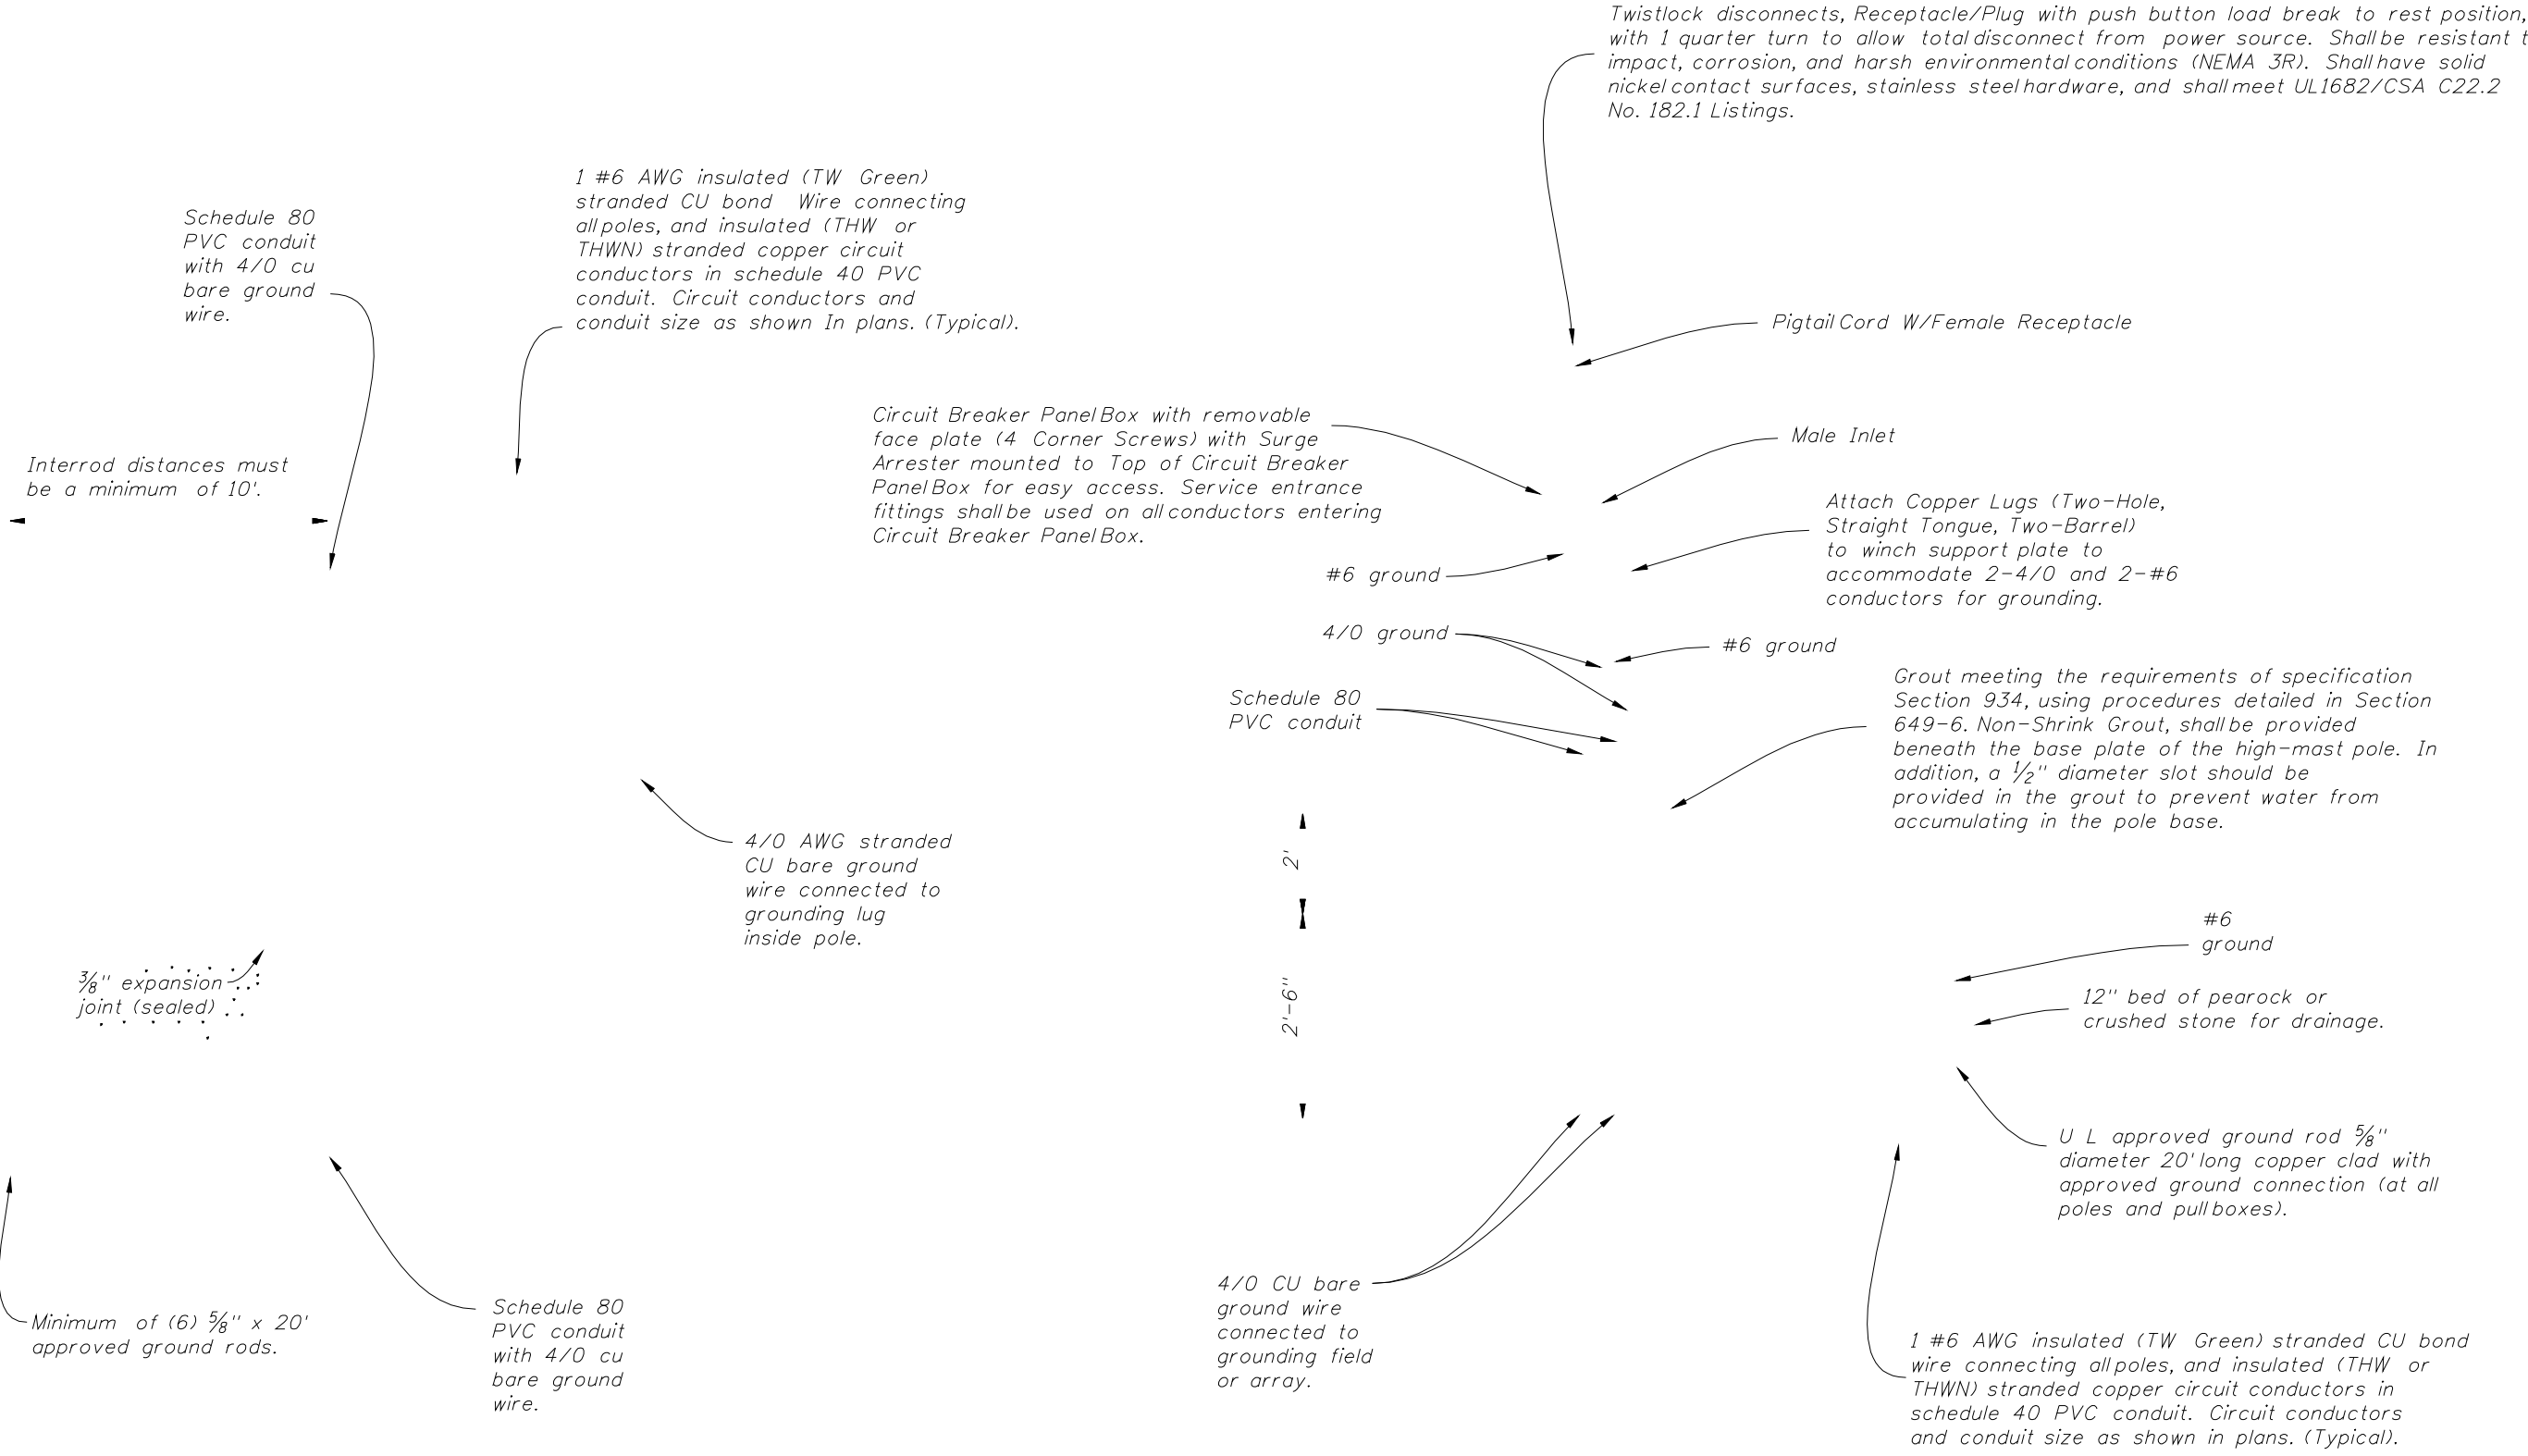 Twistlock disconnects, Receptacle/Plug with push button load break to rest position,
with 1 quarter turn to allow total disconnect from power source. Shall be resistant t
impact, corrosion, and harsh environmental conditions (NEMA 3R). Shall have solid
nickel contact surfaces, stainless steel hardware, and shall meet UL1682/CSA C22.2
No. 182.1 Listings.
1 #6 AWG insulated (TW Green)
stranded CU bond Wire connecting
all poles, and insulated (THW or
THWN) stranded copper circuit
conductors in schedule 40 PVC
conduit. Circuit conductors and
conduit size as shown In plans. (Typical).
Schedule 80
PVC conduit
with 4/0 cu
bare ground
wire.
Pigtail Cord W/Female Receptacle
Circuit Breaker Panel Box with removable
face plate (4 Corner Screws) with Surge
Arrester mounted to Top of Circuit Breaker
Panel Box for easy access. Service entrance
fittings shall be used on all conductors entering
Circuit Breaker Panel Box.
Male Inlet
Interrod distances must
be a minimum of 10'.
Attach Copper Lugs (Two-Hole,
Straight Tongue, Two-Barrel)
to winch support plate to
accommodate 2-4/0 and 2-#6
conductors for grounding.
#6 ground
4/0 ground
#6 ground
Schedule 80
PVC conduit
Grout meeting the requirements of specification
Section 934, using procedures detailed in Section
649-6. Non-Shrink Grout, shall be provided
beneath the base plate of the high-mast pole. In
addition, a 1/2" diameter slot should be
provided in the grout to prevent water from
accumulating in the pole base.
4/0 AWG stranded
CU bare ground
wire connected to
grounding lug
inside pole.
2'
2'-6"
#6
ground
3/8" expansion
joint (sealed)
12" bed of pearock or
crushed stone for drainage.
U L approved ground rod 5/8"
diameter 20' long copper clad with
approved ground connection (at all
poles and pull boxes).
4/0 CU bare
ground wire
connected to
grounding field
or array.
Minimum of (6) 5/8" x 20'
approved ground rods.
Schedule 80
PVC conduit
with 4/0 cu
bare ground
wire.
1 #6 AWG insulated (TW Green) stranded CU bond
wire connecting all poles, and insulated (THW or
THWN) stranded copper circuit conductors in
schedule 40 PVC conduit. Circuit conductors
and conduit size as shown in plans. (Typical).